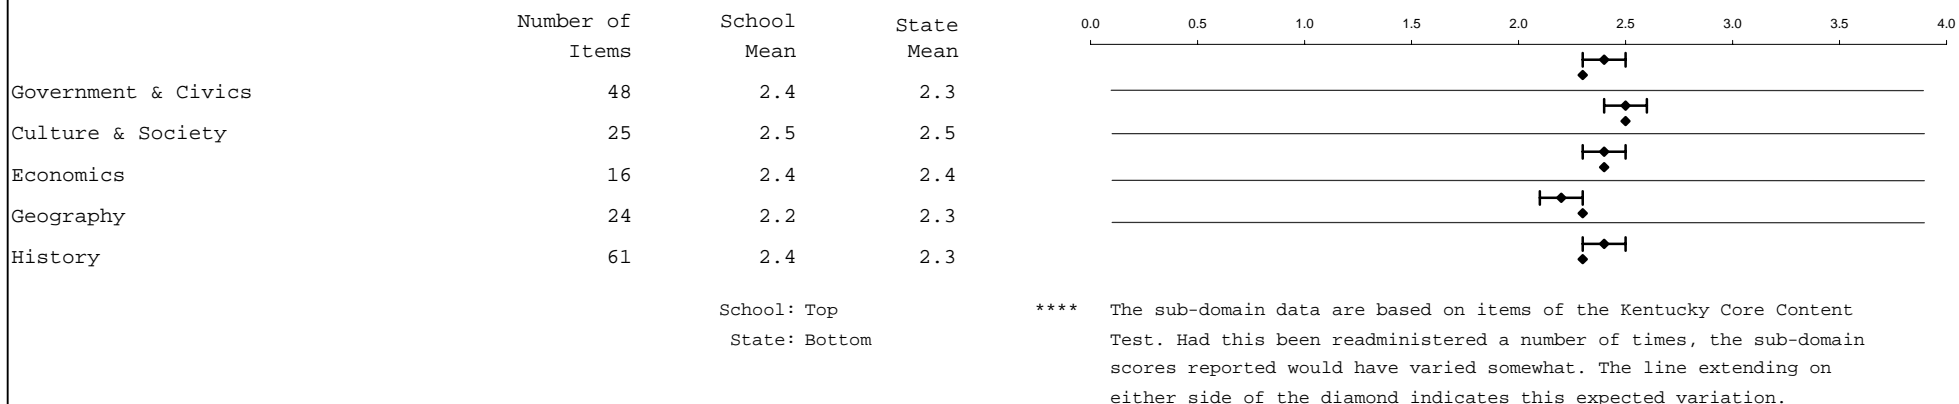 Number of School State 0.0 0.5 1.0 1.5 2.0 2.5 3.0 3.5 4.0
Items Mean Mean
Government & Civics 48 2.4 2.3
Culture & Society 25 2.5 2.5
Economics 16 2.4 2.4
Geography 24 2.2 2.3
History 61 2.4 2.3
School: Top **** The sub-domain data are based on items of the Kentucky Core Content
State: Bottom Test. Had this been readministered a number of times, the sub-domain
scores reported would have varied somewhat. The line extending on
either side of the diamond indicates this expected variation.